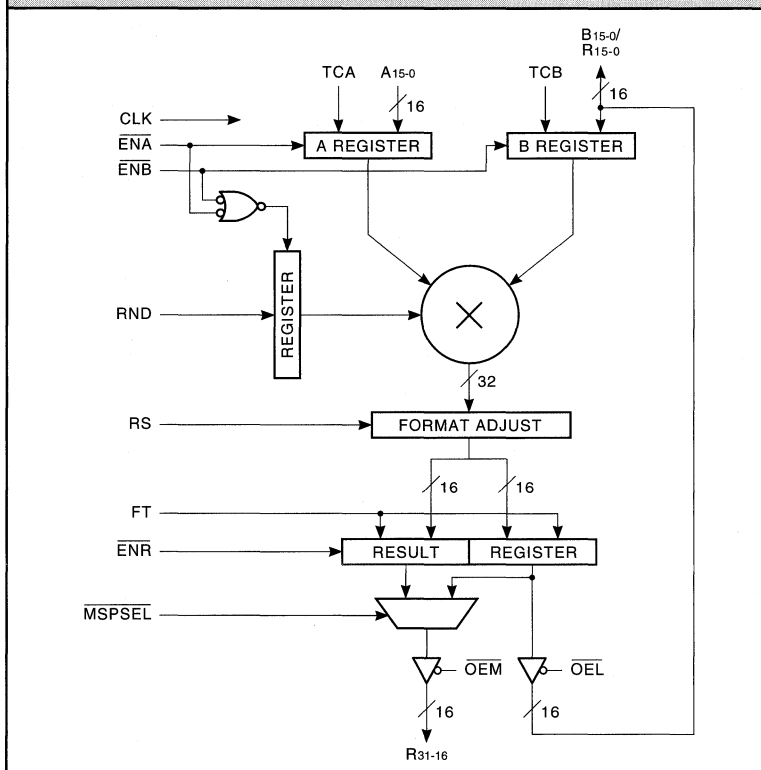 B15-0/
R15-0
TCA A15-0 TCB
16 16
CLK
ENA A REGISTER B REGISTER
ENB
REGISTER
RND
32
RS FORMAT ADJUST
16 16
FT
ENR RESULT REGISTER
MSPSEL
OEM OEL
16 16
R31-16